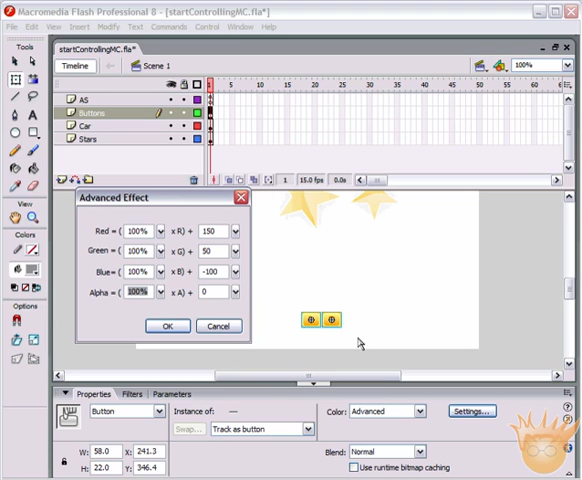 Macromedia Flash Professional 8 - [startControllingMC.fla*]
File Edit View Insert Modify Text Commands Control Window Help
Tools
startControllingMC.fla*
Timeline Scene 1 100%
1 5 10 15 20 25 30 35 40 45 50 55 60 65
AS
Buttons
Car
Stars
1 15.0 fps 0.0s
View
Colors
Options
Advanced Effect
Red = ( 100% x R) + 150
Green = ( 100% x G) + 50
Blue= ( 100% x B) + -100
Alpha = ( 100% x A) + 0
OK Cancel
Properties Filters Parameters
Button Instance of: — Color: Advanced Settings...
Swap... Track as button
W: 58.0 X: 241.3 Blend: Normal
H: 22.0 Y: 346.4 Use runtime bitmap caching